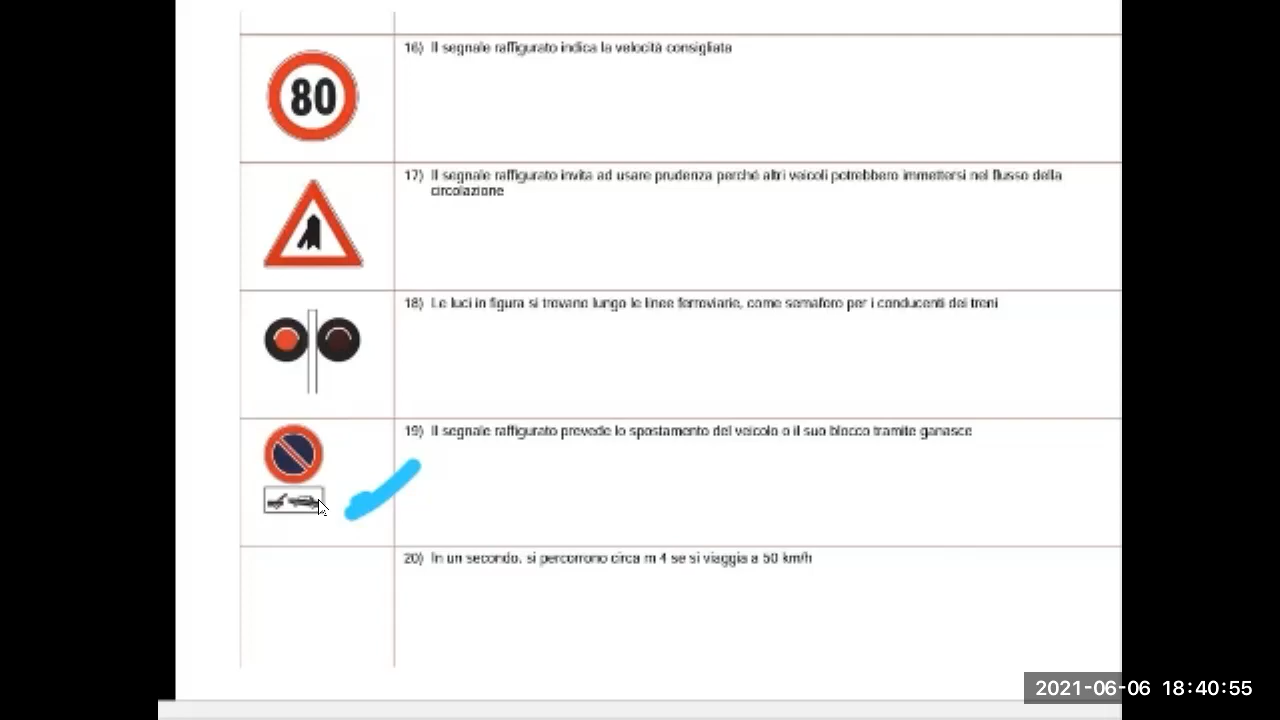 16) Il segnale raffigurato indica la velocità consigliata
80
17) Il segnale raffigurato invita ad usare prudenza perché altri veicoli potrebbero immettersi nel flusso della
circolazione
18) Le luci in figura si trovano lungo le linee ferroviarie, come semaforo per i conducenti dei treni
19) Il segnale raffigurato prevede lo spostamento del veicolo o il suo blocco tramite ganasce
20) In un secondo, si percorrono circa m 4 se si viaggia a 50 km/h
2021-06-06 18:40:55